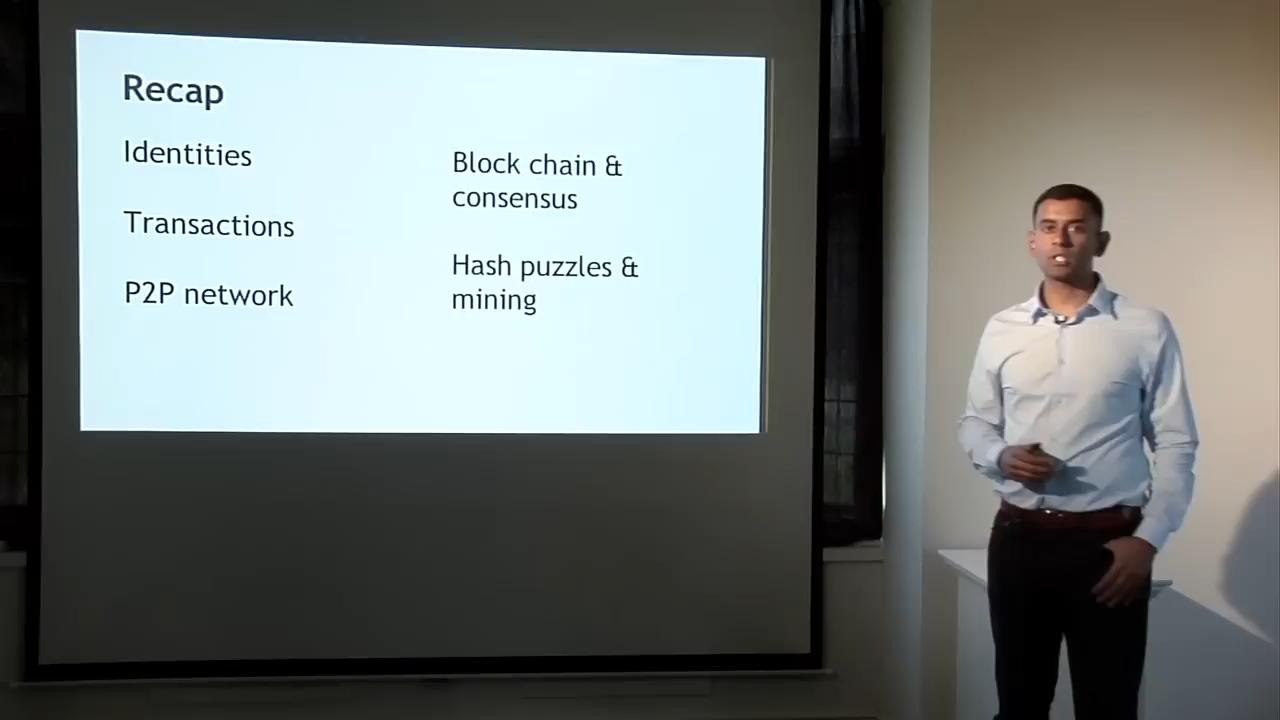 Recap
Identities
Transactions
P2P network
Block chain &
consensus
Hash puzzles &
mining